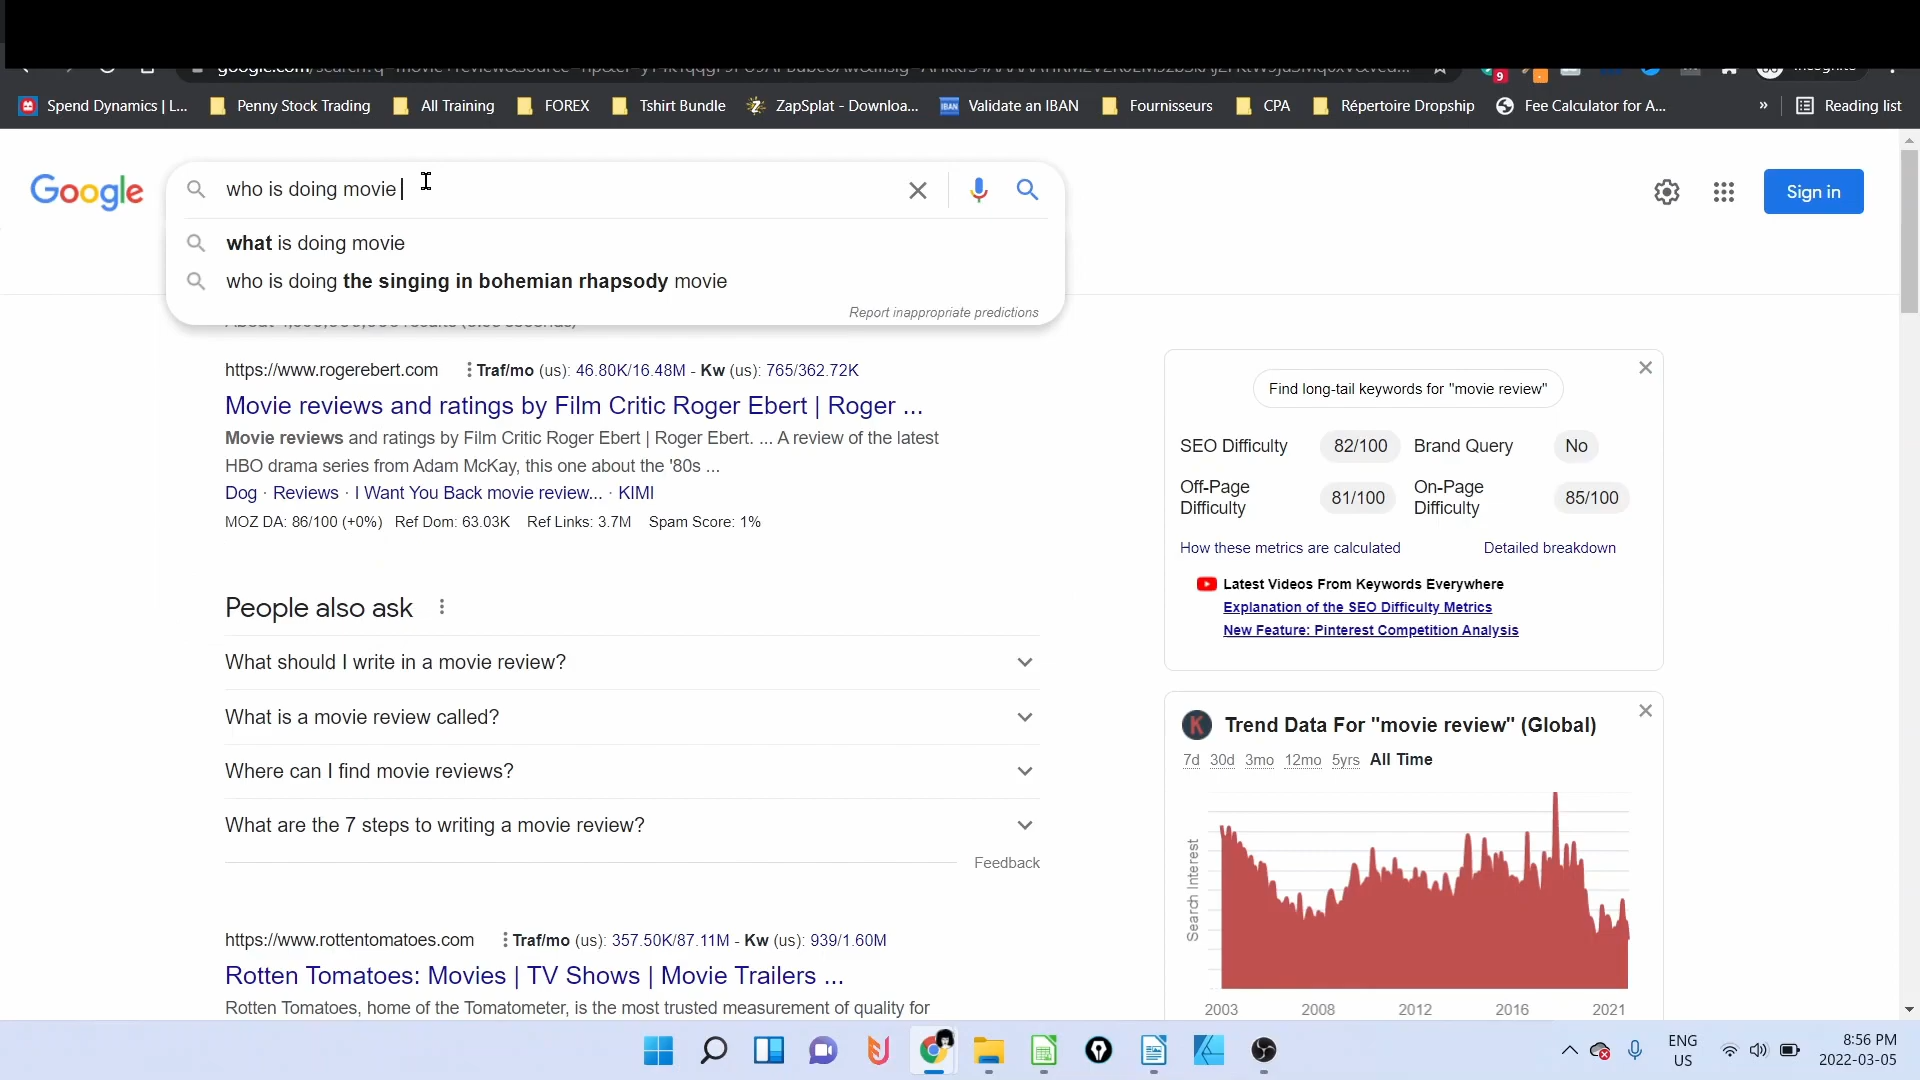 9
Spend Dynamics | L...
Penny Stock Trading
All Training
FOREX
Tshirt Bundle
ZapSplat - Downloa...
IBAN
Validate an IBAN
Fournisseurs
CPA
Répertoire Dropship
Fee Calculator for A...
»
Reading list
Google
who is doing movie
Sign in
what is doing movie
who is doing the singing in bohemian rhapsody movie
Report inappropriate predictions
https://www.rogerebert.com
Traf/mo (us): 46.80K/16.48M - Kw (us): 765/362.72K
Movie reviews and ratings by Film Critic Roger Ebert | Roger ...
Movie reviews and ratings by Film Critic Roger Ebert | Roger Ebert. ... A review of the latest
HBO drama series from Adam McKay, this one about the '80s ...
Dog · Reviews · I Want You Back movie review... · KIMI
MOZ DA: 86/100 (+0%) Ref Dom: 63.03K Ref Links: 3.7M Spam Score: 1%
People also ask
What should I write in a movie review?
What is a movie review called?
Where can I find movie reviews?
What are the 7 steps to writing a movie review?
Feedback
https://www.rottentomatoes.com
Traf/mo (us): 357.50K/87.11M - Kw (us): 939/1.60M
Rotten Tomatoes: Movies | TV Shows | Movie Trailers ...
Rotten Tomatoes, home of the Tomatometer, is the most trusted measurement of quality for
Find long-tail keywords for "movie review"
SEO Difficulty 82/100 Brand Query No
Off-Page Difficulty 81/100 On-Page Difficulty 85/100
How these metrics are calculated
Detailed breakdown
Latest Videos From Keywords Everywhere
Explanation of the SEO Difficulty Metrics
New Feature: Pinterest Competition Analysis
K
Trend Data For "movie review" (Global)
7d 30d 3mo 12mo 5yrs All Time
Search Interest
2003 2008 2012 2016 2021
ENG
US
8:56 PM
2022-03-05